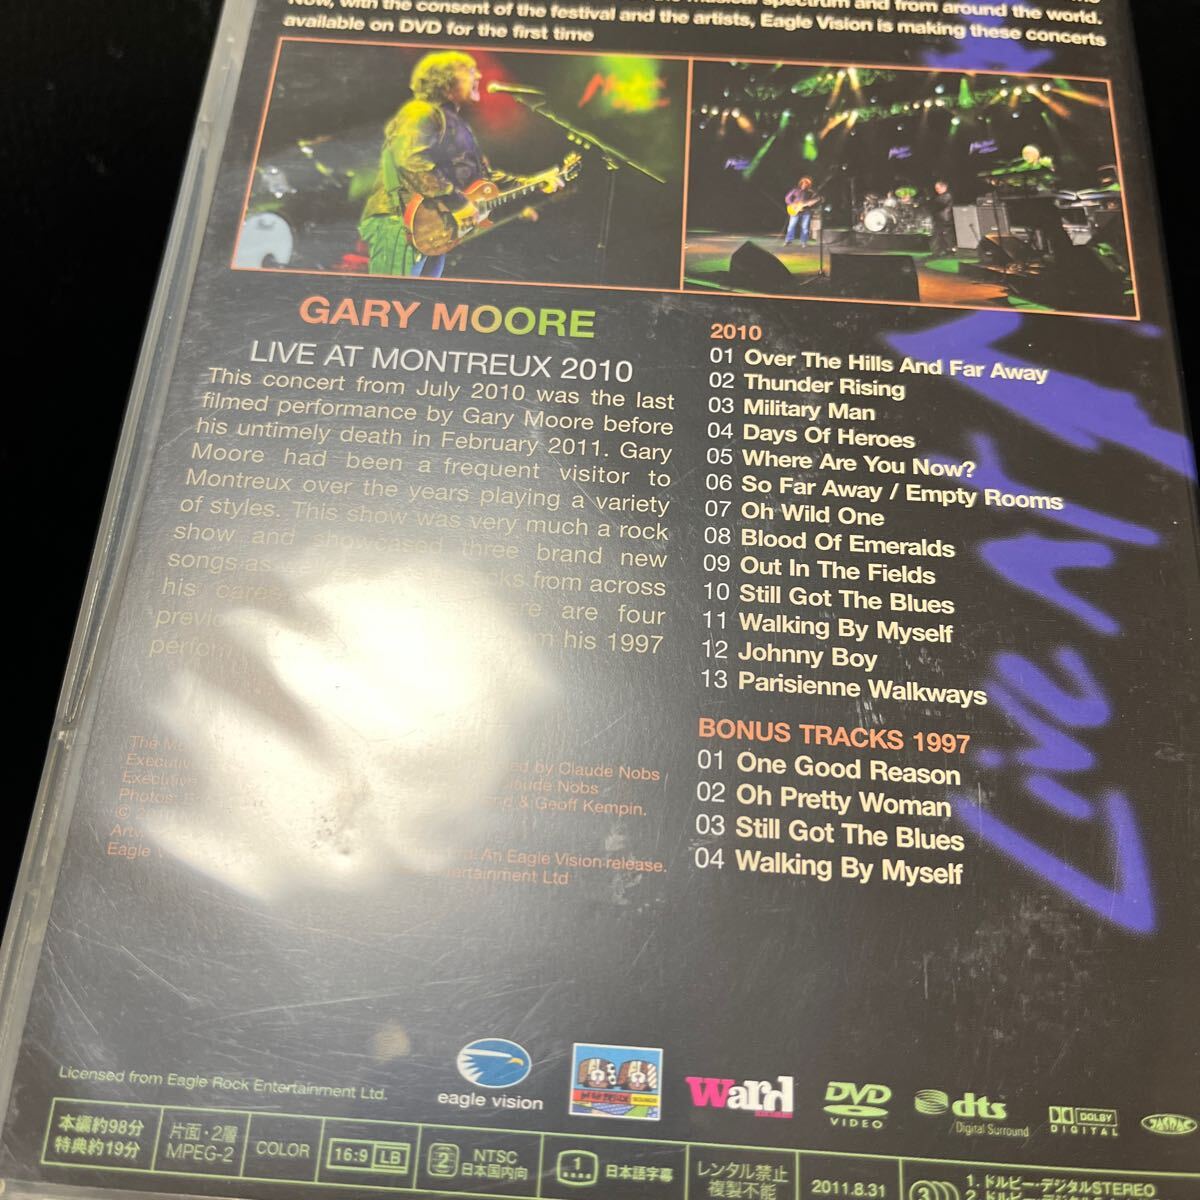 Now, with the consent of the festival and the artists, Eagle Vision is making these concerts
available on DVD for the first time
GARY MOORE
LIVE AT MONTREUX 2010
This concert from July 2010 was the last
filmed performance by Gary Moore before
his untimely death in February 2011. Gary
Moore had been a frequent visitor to
Montreux over the years playing a variety
of styles. This show was very much a rock
show and showcased three brand new
songs as from across
his are four
his 1997
2010
01 Over The Hills And Far Away
02 Thunder Rising
03 Military Man
04 Days Of Heroes
05 Where Are You Now?
06 So Far Away / Empty Rooms
07 Oh Wild One
08 Blood Of Emeralds
09 Out In The Fields
10 Still Got The Blues
11 Walking By Myself
12 Johnny Boy
13 Parisienne Walkways
BONUS TRACKS 1997
01 One Good Reason
02 Oh Pretty Woman
03 Still Got The Blues
04 Walking By Myself
Live At
The
by Claude Nobs
Claude Nobs
Photos: & Geoff Kempin.
An Eagle Vision release.
Eagle Entertainment Ltd
Licensed from Eagle Rock Entertainment Ltd.
eagle vision
SOUNDS
Ward
DVD
VIDEO
dts
Digital Surround
DOLBY
DIGITAL
JASRAC
本編約98分
特典約19分
片面・2層
MPEG-2
COLOR
16:9 LB
2
NTSC
日本国内向
1
日本語字幕
レンタル禁止
複製不能
2011.8.31
3
1. ドルビー・デジタルSTEREO